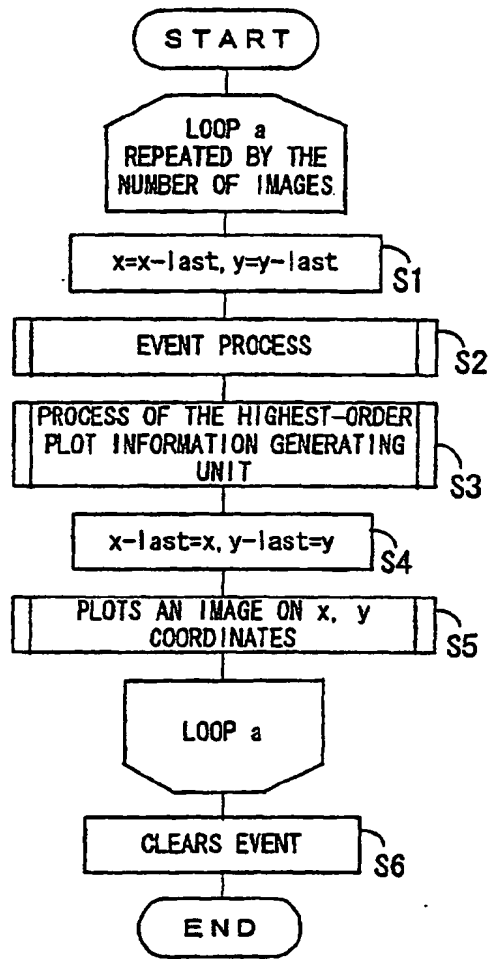 START
LOOP a
REPEATED BY THE
NUMBER OF IMAGES
x=x-last, y=y-last
S1
EVENT PROCESS
S2
PROCESS OF THE HIGHEST-ORDER
PLOT INFORMATION GENERATING
UNIT
S3
x-last=x, y-last=y
S4
PLOTS AN IMAGE ON x, y
COORDINATES
S5
LOOP a
CLEARS EVENT
S6
END